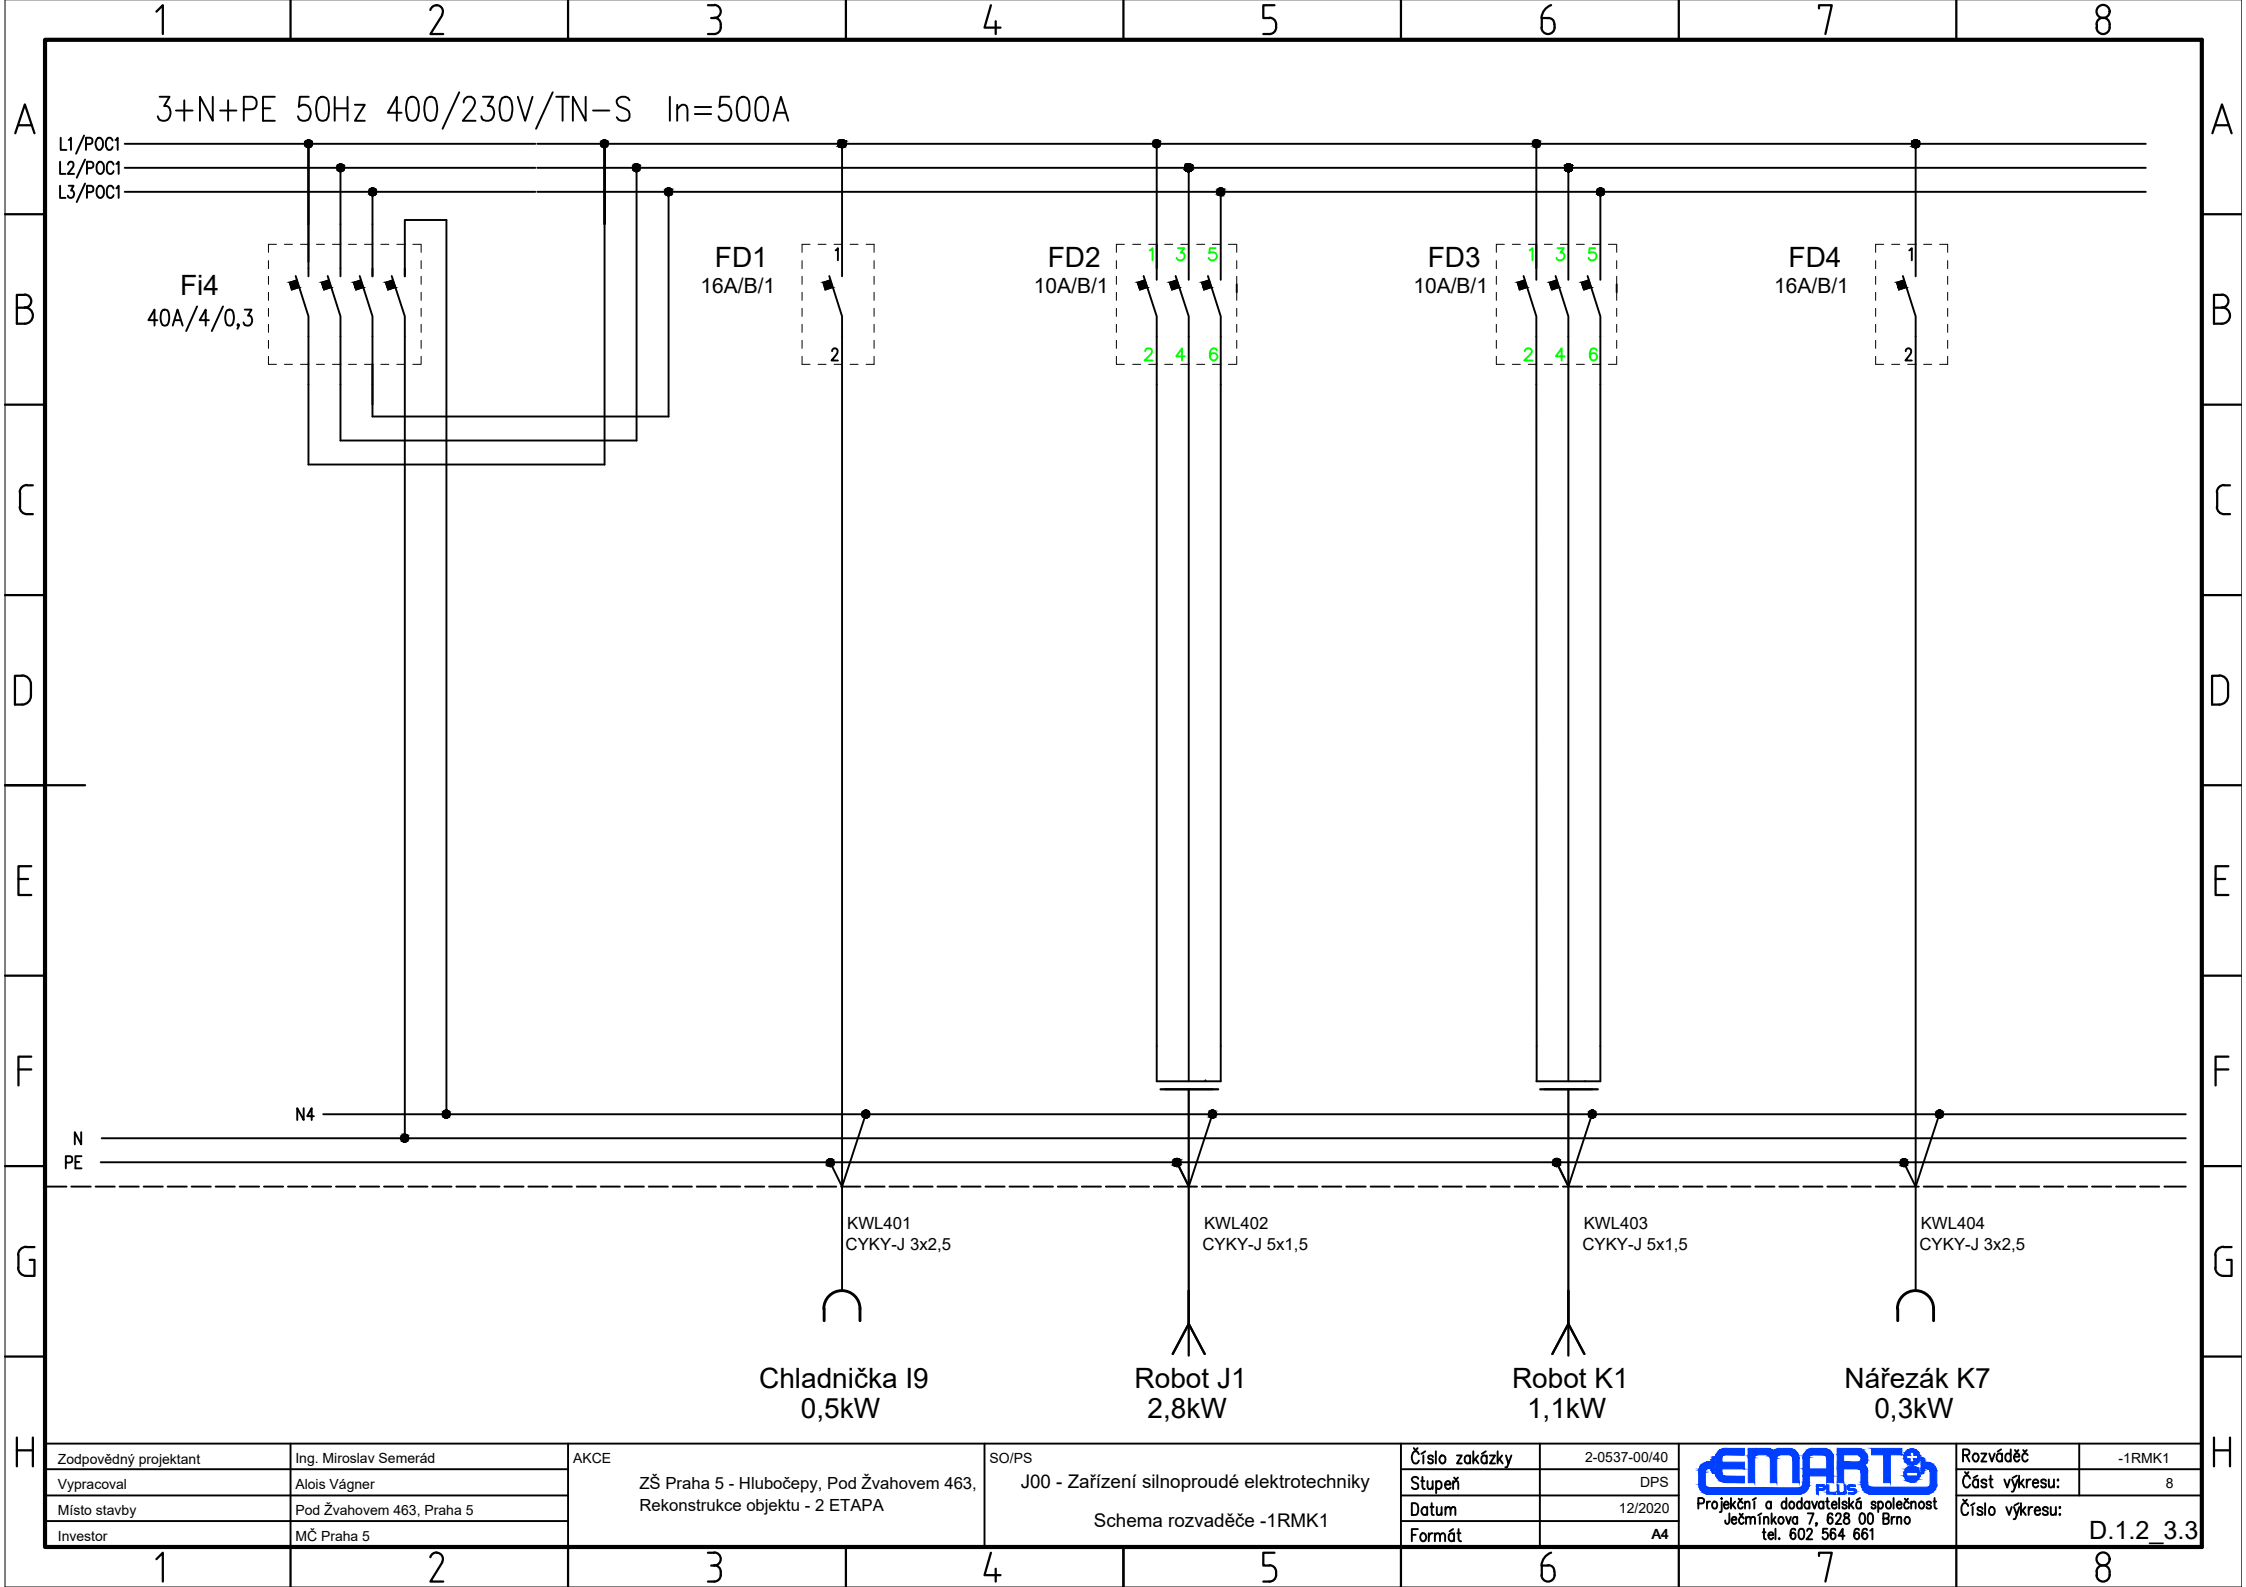 1 2 3 4 5 6 7 8
3+N+PE 50Hz 400/230V/TN-S In=500A
A A
L1/POC1
L2/POC1
L3/POC1
Fi4
40A/4/0,3
FD1
16A/B/1
1
2
FD2
10A/B/1
1 3 5
2 4 6
FD3
10A/B/1
1 3 5
2 4 6
FD4
16A/B/1
1
2
B B
C C
D D
E E
F F
N4
N
PE
KWL401
CYKY-J 3x2,5
KWL402
CYKY-J 5x1,5
KWL403
CYKY-J 5x1,5
KWL404
CYKY-J 3x2,5
G G
Chladnička I9
0,5kW
Robot J1
2,8kW
Robot K1
1,1kW
Nářezák K7
0,3kW
H H
Zodpovědný projektant Ing. Miroslav Semerád
Vypracoval Alois Vágner
Místo stavby Pod Žvahovem 463, Praha 5
Investor MČ Praha 5
AKCE
ZŠ Praha 5 - Hlubočepy, Pod Žvahovem 463,
Rekonstrukce objektu - 2 ETAPA
SO/PS
J00 - Zařízení silnoproudé elektrotechniky
Schema rozvaděče -1RMK1
Číslo zakázky 2-0537-00/40
Stupeň DPS
Datum 12/2020
Formát A4
EMART
PLUS
Projekční a dodavatelská společnost
Ječmínkova 7, 628 00 Brno
tel. 602 564 661
Rozváděč -1RMK1
Část výkresu: 8
Číslo výkresu:
D.1.2_3.3
1 2 3 4 5 6 7 8